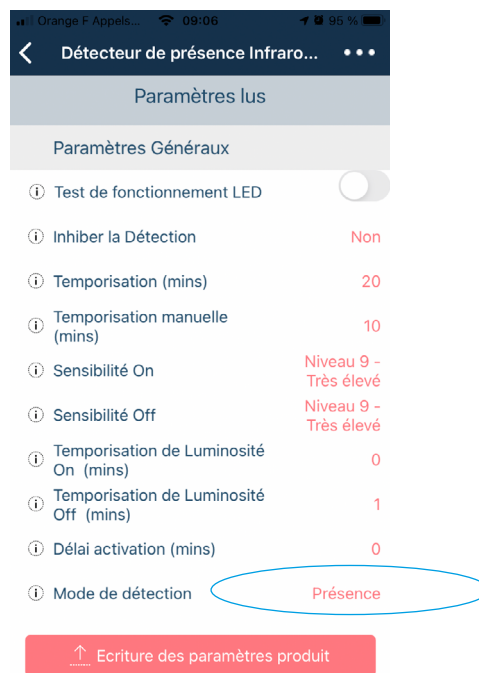 Orange F Appels... 09:06 95 %
Détecteur de présence Infraro...
Paramètres lus
Paramètres Généraux
Test de fonctionnement LED
Inhiber la Détection Non
Temporisation (mins) 20
Temporisation manuelle
(mins) 10
Sensibilité On Niveau 9 -
Très élevé
Sensibilité Off Niveau 9 -
Très élevé
Temporisation de Luminosité
On (mins) 0
Temporisation de Luminosité
Off (mins) 1
Délai activation (mins) 0
Mode de détection Présence
Ecriture des paramètres produit